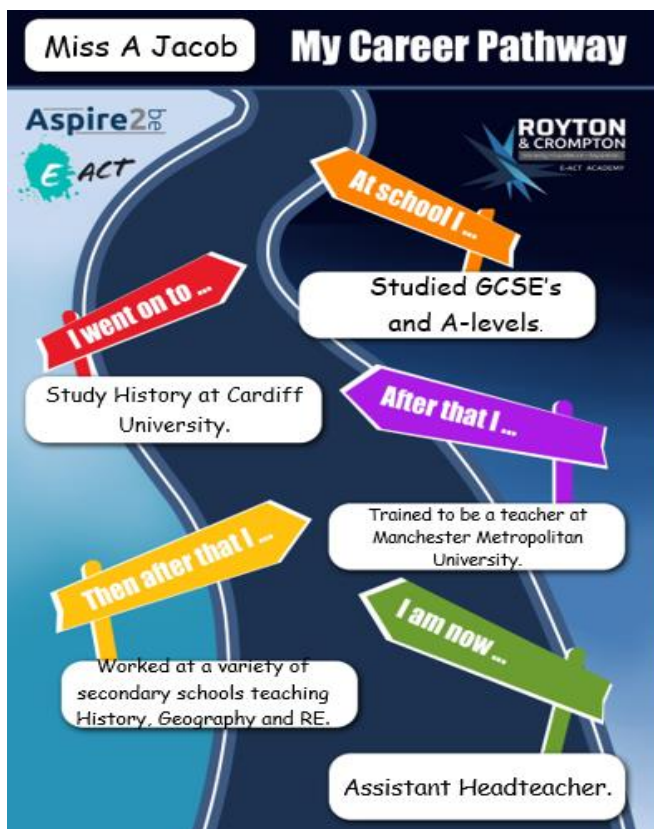 Miss A Jacob
My Career Pathway
Aspire2be
E-ACT
ROYTON
& CROMPTON
E-ACT ACADEMY
At school I ...
Studied GCSE's
and A-levels.
I went on to ...
Study History at Cardiff
University.
After that I ...
Trained to be a teacher at
Manchester Metropolitan
University.
Then after that I ...
Worked at a variety of
secondary schools teaching
History, Geography and RE.
I am now...
Assistant Headteacher.